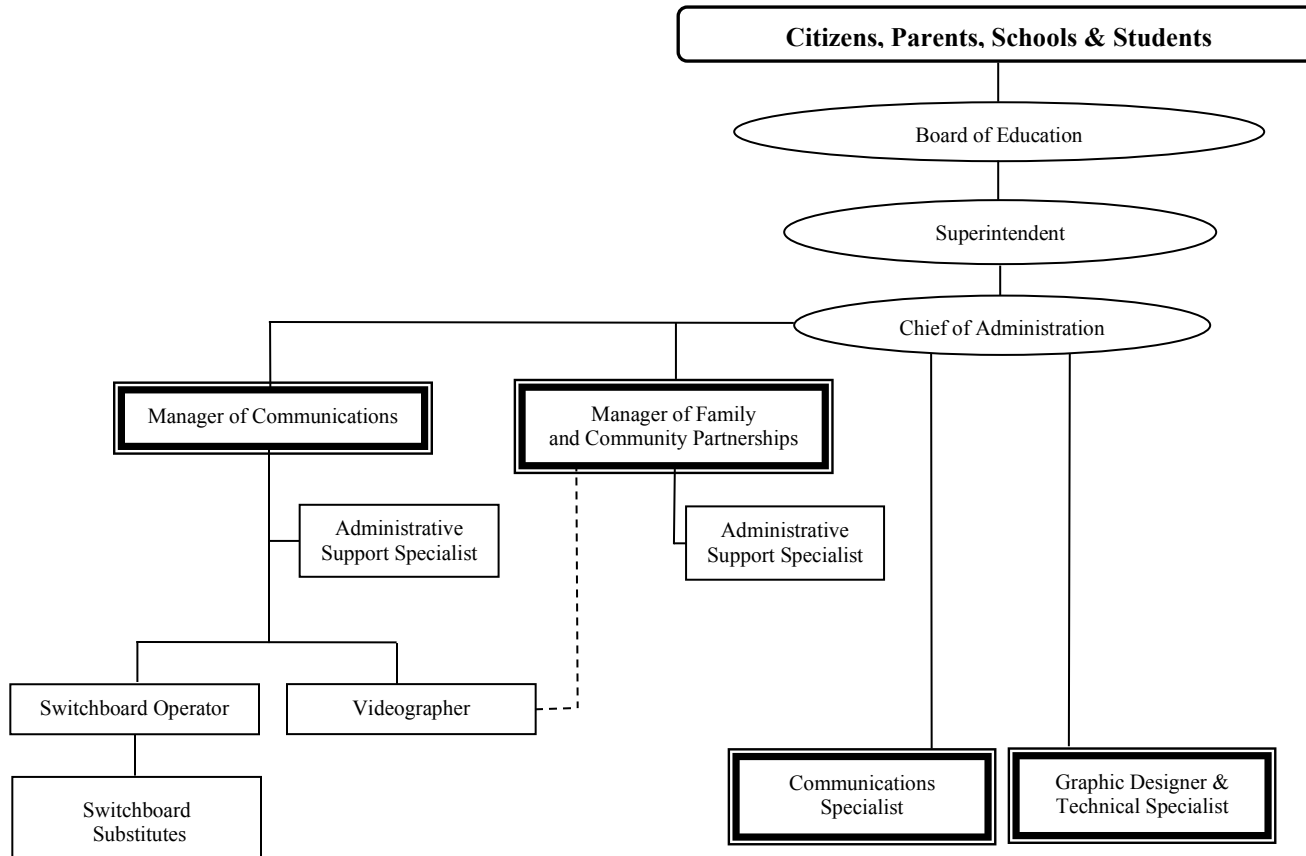 Citizens, Parents, Schools & Students
Board of Education
Superintendent
Chief of Administration
Manager of Communications
Manager of Family
and Community Partnerships
Administrative
Support Specialist
Administrative
Support Specialist
Switchboard Operator
Videographer
Switchboard
Substitutes
Communications
Specialist
Graphic Designer &
Technical Specialist